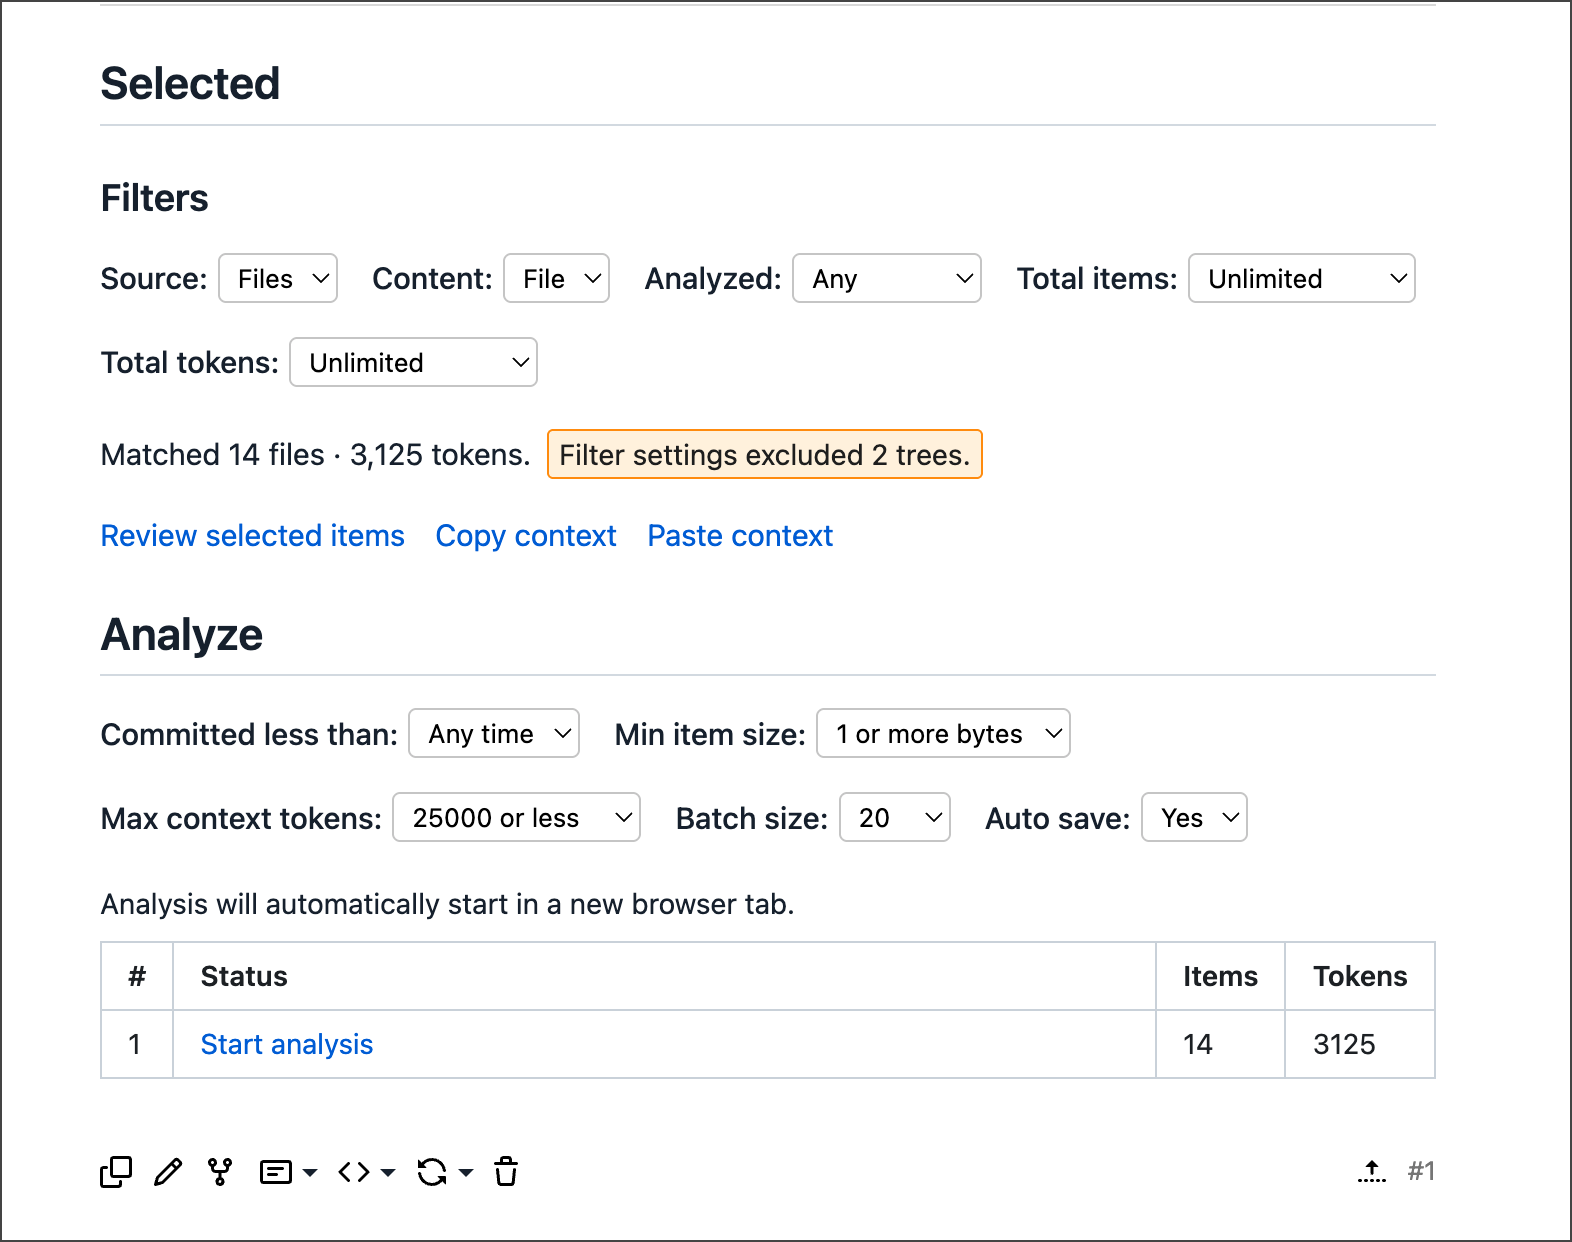 Selected
Filters
Source: Files Content: File Analyzed: Any Total items: Unlimited
Total tokens: Unlimited
Matched 14 files · 3,125 tokens. Filter settings excluded 2 trees.
Review selected items Copy context Paste context
Analyze
Committed less than: Any time Min item size: 1 or more bytes
Max context tokens: 25000 or less Batch size: 20 Auto save: Yes
Analysis will automatically start in a new browser tab.
# Status Items Tokens
1 Start analysis 14 3125
#1